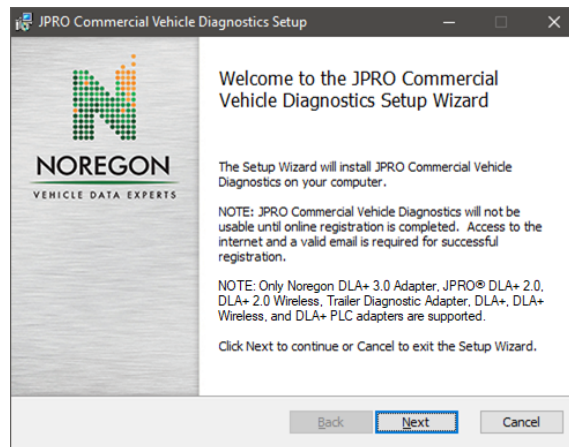 JPRO Commercial Vehicle Diagnostics Setup
NOREGON
VEHICLE DATA EXPERTS
Welcome to the JPRO Commercial
Vehicle Diagnostics Setup Wizard
The Setup Wizard will install JPRO Commercial Vehicle
Diagnostics on your computer.
NOTE: JPRO Commercial Vehicle Diagnostics will not be
usable until online registration is completed. Access to the
internet and a valid email is required for successful
registration.
NOTE: Only Noregon DLA+ 3.0 Adapter, JPRO® DLA+ 2.0,
DLA+ 2.0 Wireless, Trailer Diagnostic Adapter, DLA+, DLA+
Wireless, and DLA+ PLC adapters are supported.
Click Next to continue or Cancel to exit the Setup Wizard.
Back Next Cancel